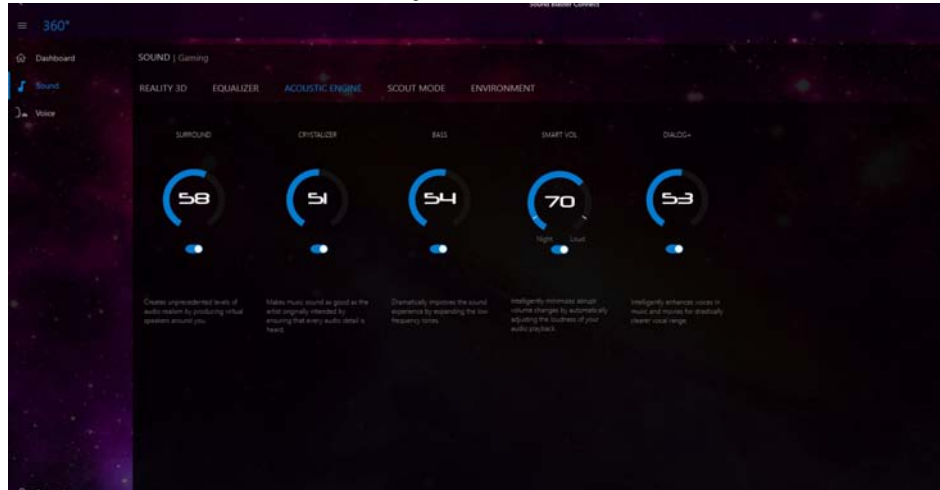 Sound Blaster Connect
360°
Dashboard
SOUND | Gaming
Sound
REALITY 3D EQUALIZER ACOUSTIC ENGINE SCOUT MODE ENVIRONMENT
Voice
SURROUND CRYSTALIZER BASS SMART VOL DIALOG+
58 51 54 70 53
Night Loud
Creates unprecedented levels of
audio realism by producing virtual
speakers around you.
Makes music sound as good as the
artist originally intended by
ensuring that every audio detail is
heard.
Dramatically improves the sound
experience by expanding the low
frequency tones.
Intelligently minimizes abrupt
volume changes by automatically
adjusting the loudness of your
audio playback.
Intelligently enhances voices in
music and movies for drastically
clearer vocal range.